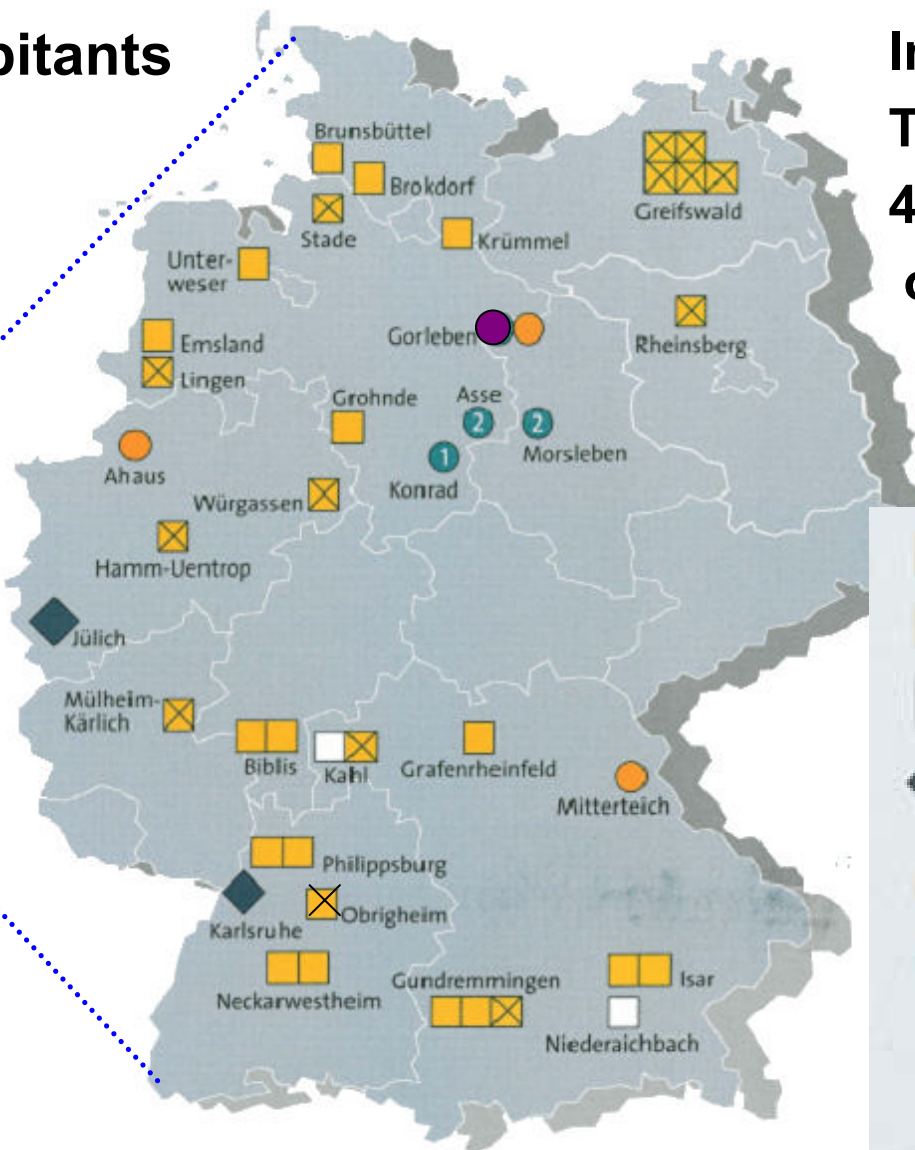 bitants
Brunsbüttel
Brokdorf
Stade
Krümmel
Greifswald
Unter-
weser
Emsland
Lingen
Gorleben
Rheinsberg
Grohnde
Asse
2
2
Morsleben
1
Konrad
Ahaus
Würgassen
Hamm-Uentrop
Jülich
Mülheim-
Kärlich
Biblis
Kahl
Grafenrheinfeld
Mitterteich
Philippsburg
Karlsruhe
Obrigheim
Neckarwestheim
Gundremmingen
Isar
Niederaichbach
T
4